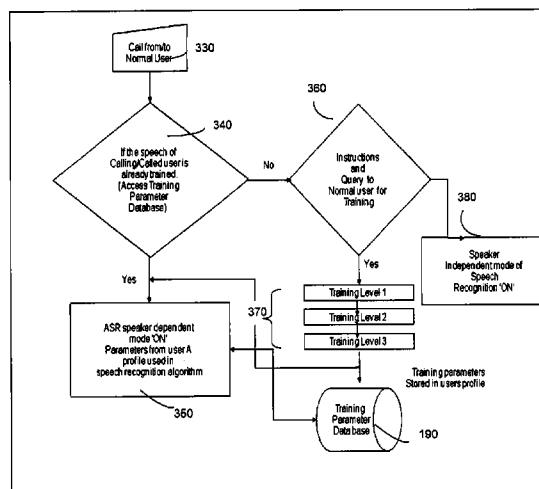 Call from/to
Normal User
330
340
If the speech of
Calling/Called user is
already trained.
(Access Training
Parameter
Database)
No
360
Instructions
and
Query to
Normal user for
Training
380
Speaker
Independent mode of
Speech
Recognition 'ON'
Yes
Yes
370
Training Level 1
Training Level 2
Training Level 3
ASR speaker dependent
mode 'ON'
Parameters from user A
profile used in
speech recognition algorithm
350
Training parameters
Stored in users profile
Training
Parameter
Database
190